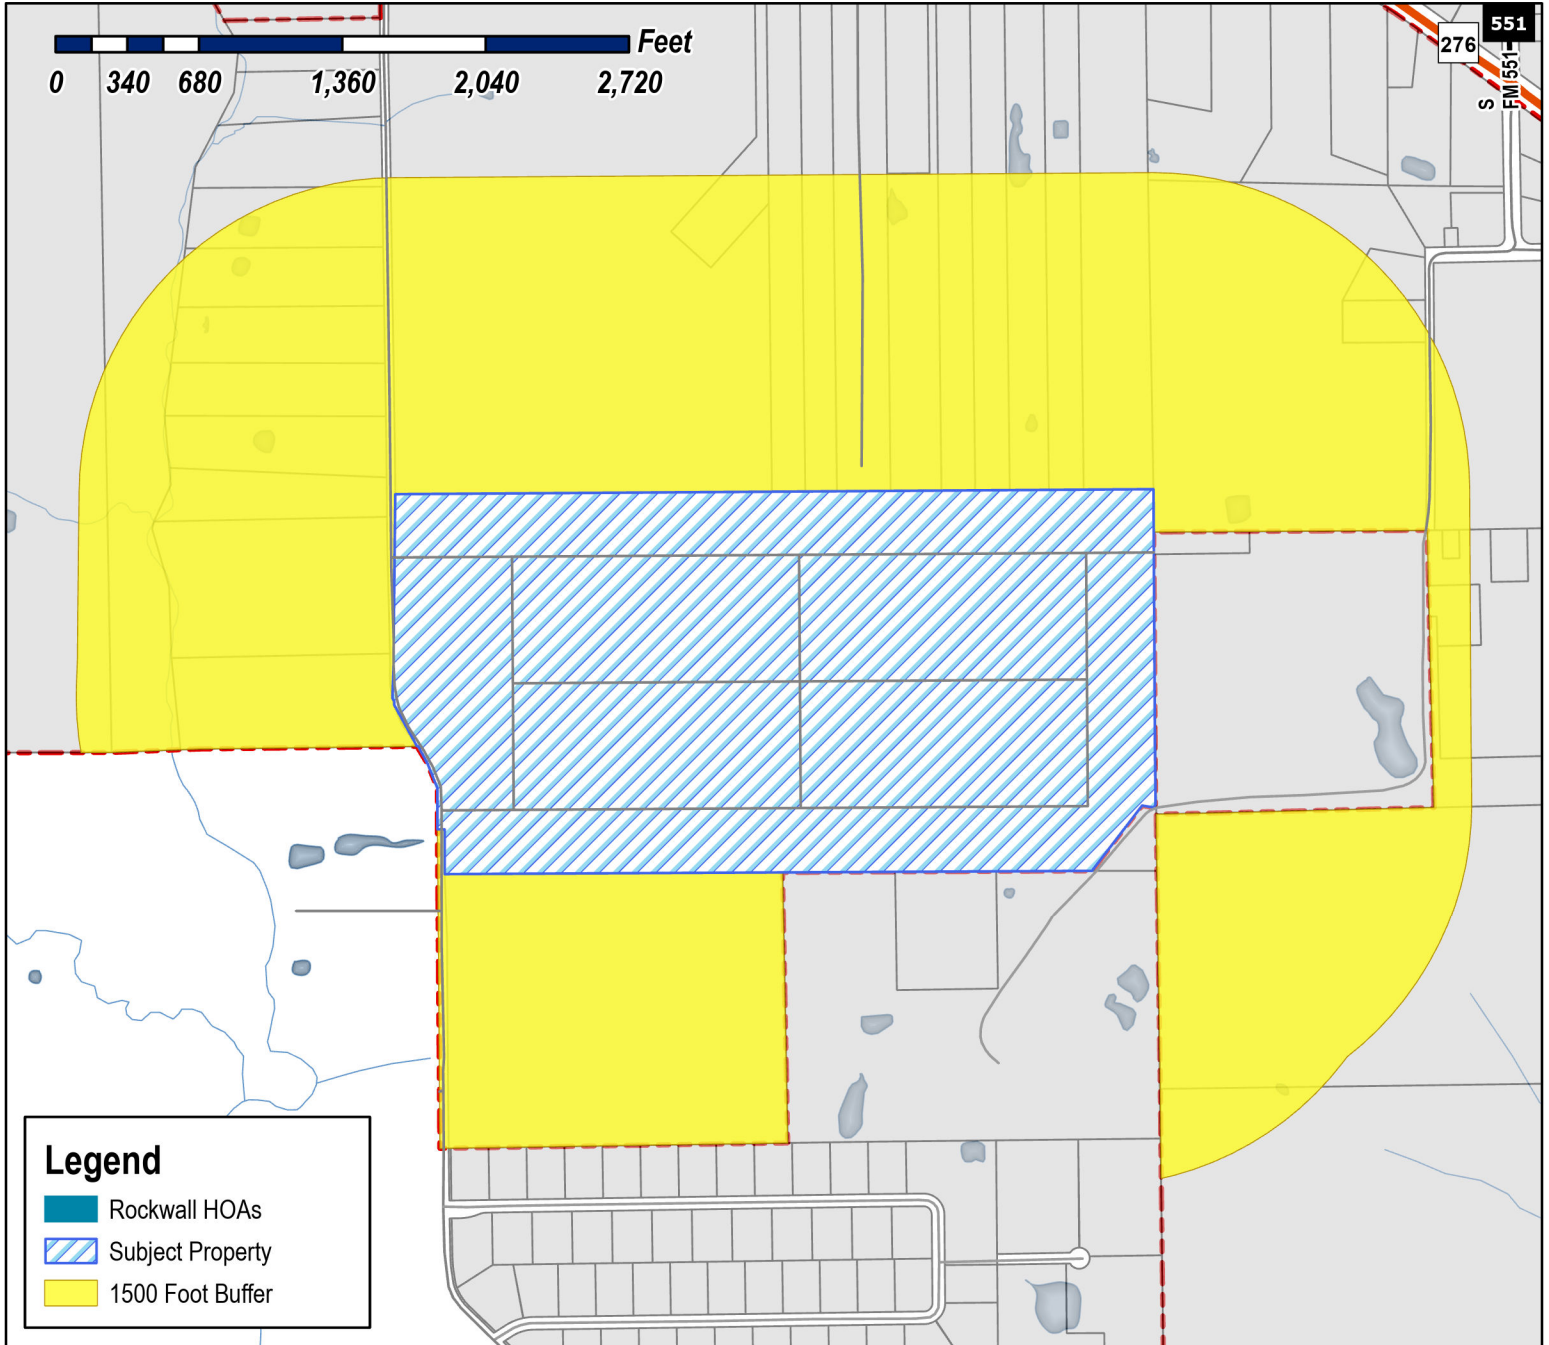 Feet
0 340 680 1,360 2,040 2,720
551
276
S
FM 551
Legend
Rockwall HOAs
Subject Property
1500 Foot Buffer